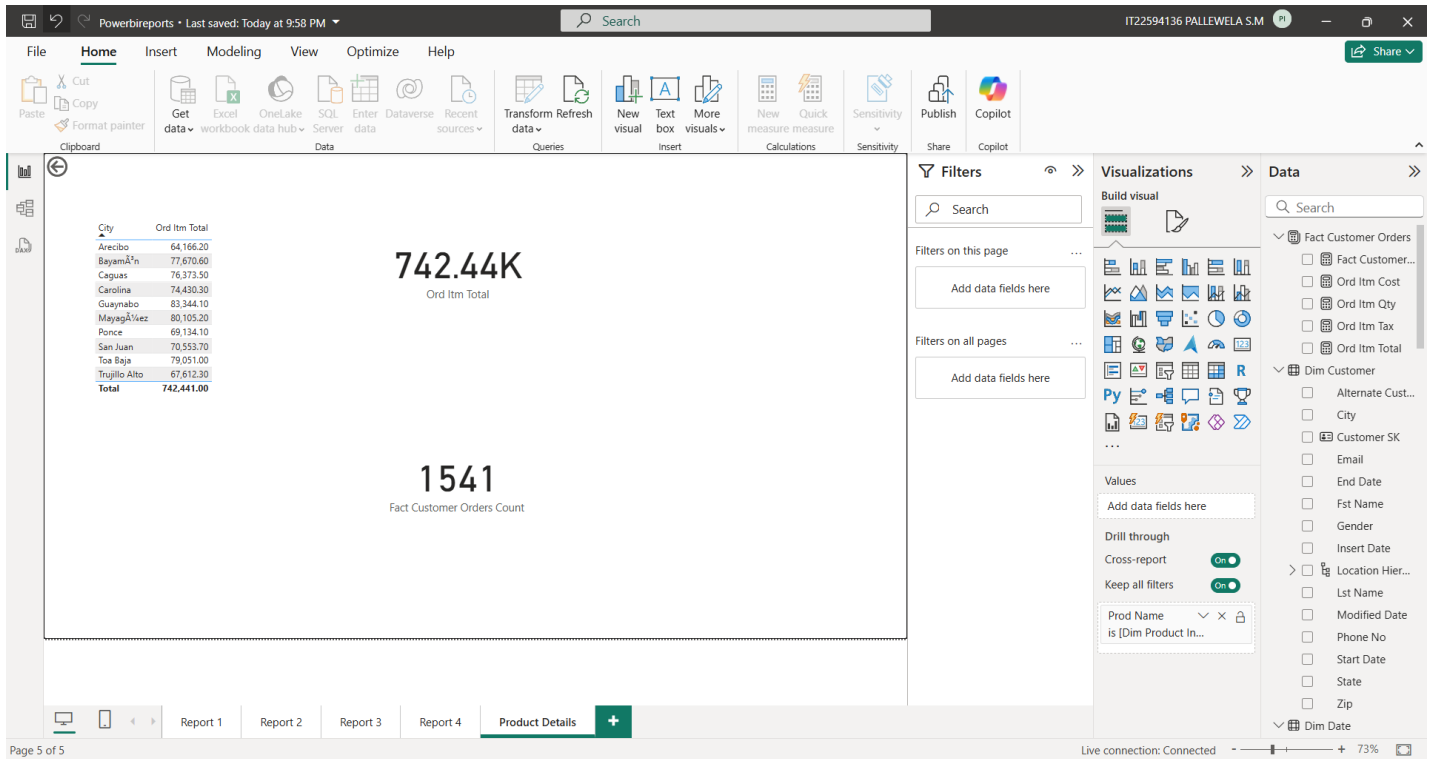 Powerbireports • Last saved: Today at 9:58 PM
Search
IT22594136 PALLEWELA S.M
PI
File Home Insert Modeling View Optimize Help
Share
Paste
Cut
Copy
Format painter
Clipboard
Get data
Excel workbook
OneLake data hub
SQL Server
Enter data
Dataverse
Recent sources
Data
Transform data
Refresh
Queries
New visual
Text box
More visuals
Insert
New measure
Quick measure
Calculations
Sensitivity
Sensitivity
Publish
Share
Copilot
Copilot
DAX
City Ord Itm Total
Arecibo 64,166.20
BayamÃ³n 77,670.60
Caguas 76,373.50
Carolina 74,430.30
Guaynabo 83,344.10
MayagÃ¼ez 80,105.20
Ponce 69,134.10
San Juan 70,553.70
Toa Baja 79,051.00
Trujillo Alto 67,612.30
Total 742,441.00
742.44K
Ord Itm Total
1541
Fact Customer Orders Count
Filters
Search
Filters on this page ...
Add data fields here
Filters on all pages ...
Add data fields here
Visualizations
Build visual
123
R
Py
123
...
Values
Add data fields here
Drill through
Cross-report On
Keep all filters On
Prod Name
is [Dim Product In...
Data
Search
Fact Customer Orders
Fact Customer...
Ord Itm Cost
Ord Itm Qty
Ord Itm Tax
Ord Itm Total
Dim Customer
Alternate Cust...
City
Customer SK
Email
End Date
Fst Name
Gender
Insert Date
Location Hier...
Lst Name
Modified Date
Phone No
Start Date
State
Zip
Dim Date
Report 1 Report 2 Report 3 Report 4 Product Details +
Page 5 of 5
Live connection: Connected - + 73%